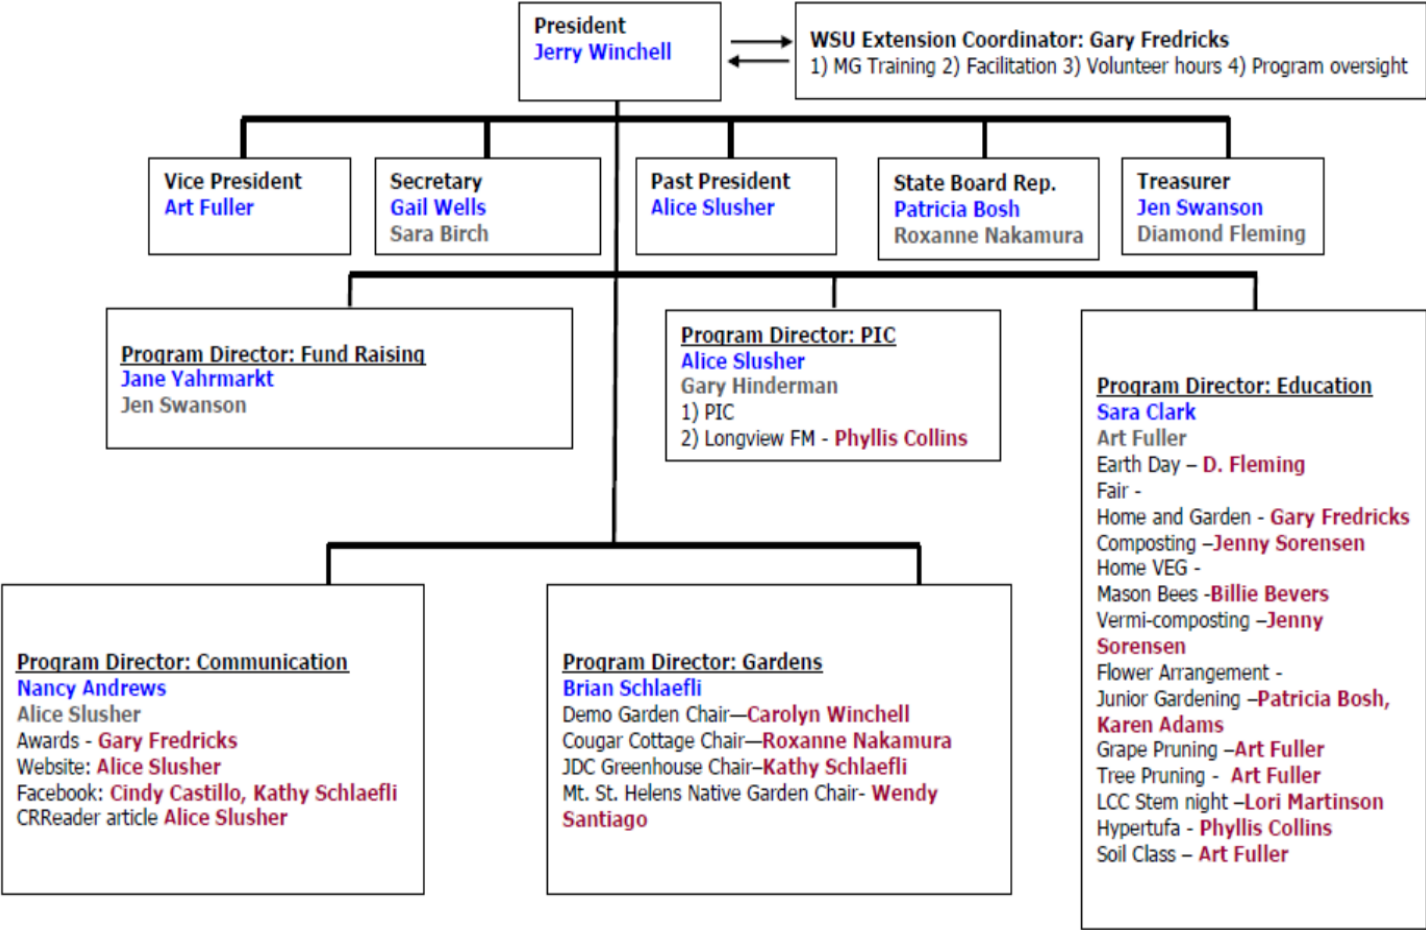 President
Jerry Winchell
WSU Extension Coordinator: Gary Fredricks
1) MG Training 2) Facilitation 3) Volunteer hours 4) Program oversight
Vice President
Art Fuller
Secretary
Gail Wells
Sara Birch
Past President
Alice Slusher
State Board Rep.
Patricia Bosh
Roxanne Nakamura
Treasurer
Jen Swanson
Diamond Fleming
Program Director: Fund Raising
Jane Yahrmarkt
Jen Swanson
Program Director: PIC
Alice Slusher
Gary Hinderman
1) PIC
2) Longview FM - Phyllis Collins
Program Director: Education
Sara Clark
Art Fuller
Earth Day – D. Fleming
Fair -
Home and Garden - Gary Fredricks
Composting –Jenny Sorensen
Home VEG -
Mason Bees -Billie Bevers
Vermi-composting –Jenny
Sorensen
Flower Arrangement -
Junior Gardening –Patricia Bosh,
Karen Adams
Grape Pruning –Art Fuller
Tree Pruning - Art Fuller
LCC Stem night –Lori Martinson
Hypertufa - Phyllis Collins
Soil Class – Art Fuller
Program Director: Communication
Nancy Andrews
Alice Slusher
Awards - Gary Fredricks
Website: Alice Slusher
Facebook: Cindy Castillo, Kathy Schlaefli
CRReader article Alice Slusher
Program Director: Gardens
Brian Schlaefli
Demo Garden Chair—Carolyn Winchell
Cougar Cottage Chair—Roxanne Nakamura
JDC Greenhouse Chair–Kathy Schlaefli
Mt. St. Helens Native Garden Chair- Wendy
Santiago